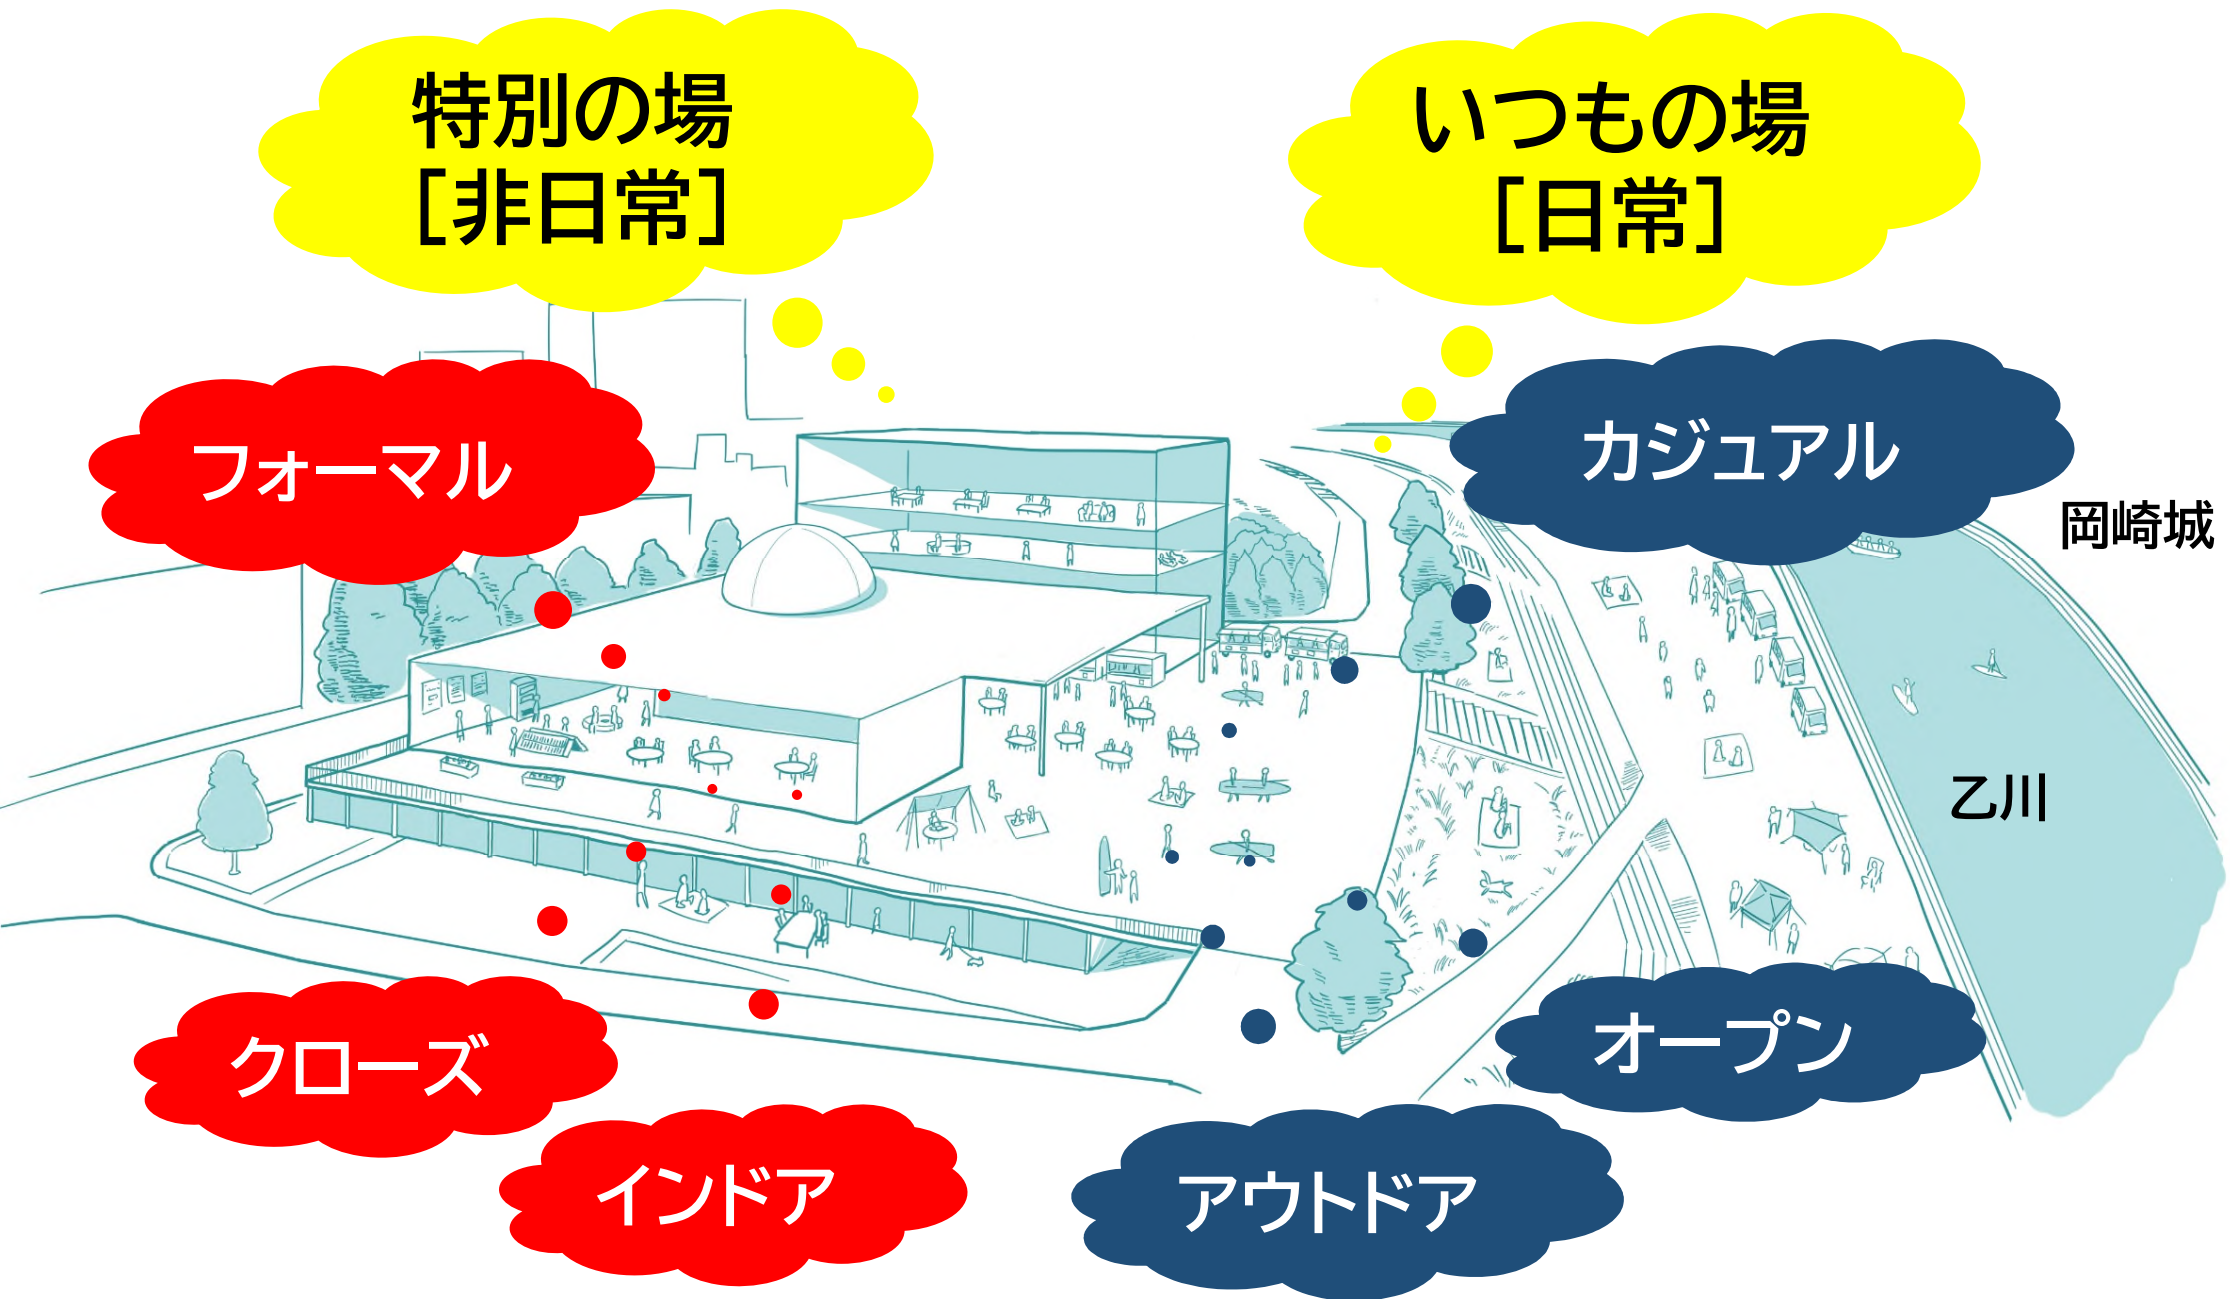 特別の場
[非日常]
いつもの場
[日常]
フォーマル
カジュアル
岡崎城
乙川
クローズ
オープン
インドア
アウトドア